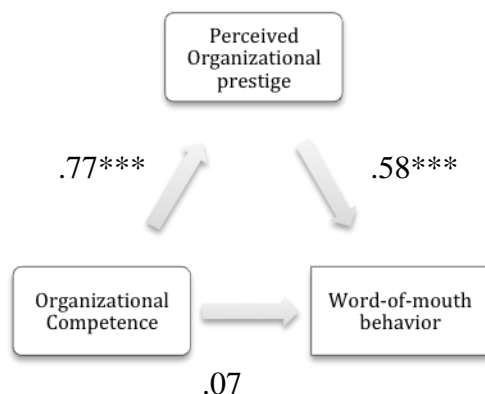 Perceived
Organizational
prestige
.77***
.58***
Organizational
Competence
Word-of-mouth
behavior
.07